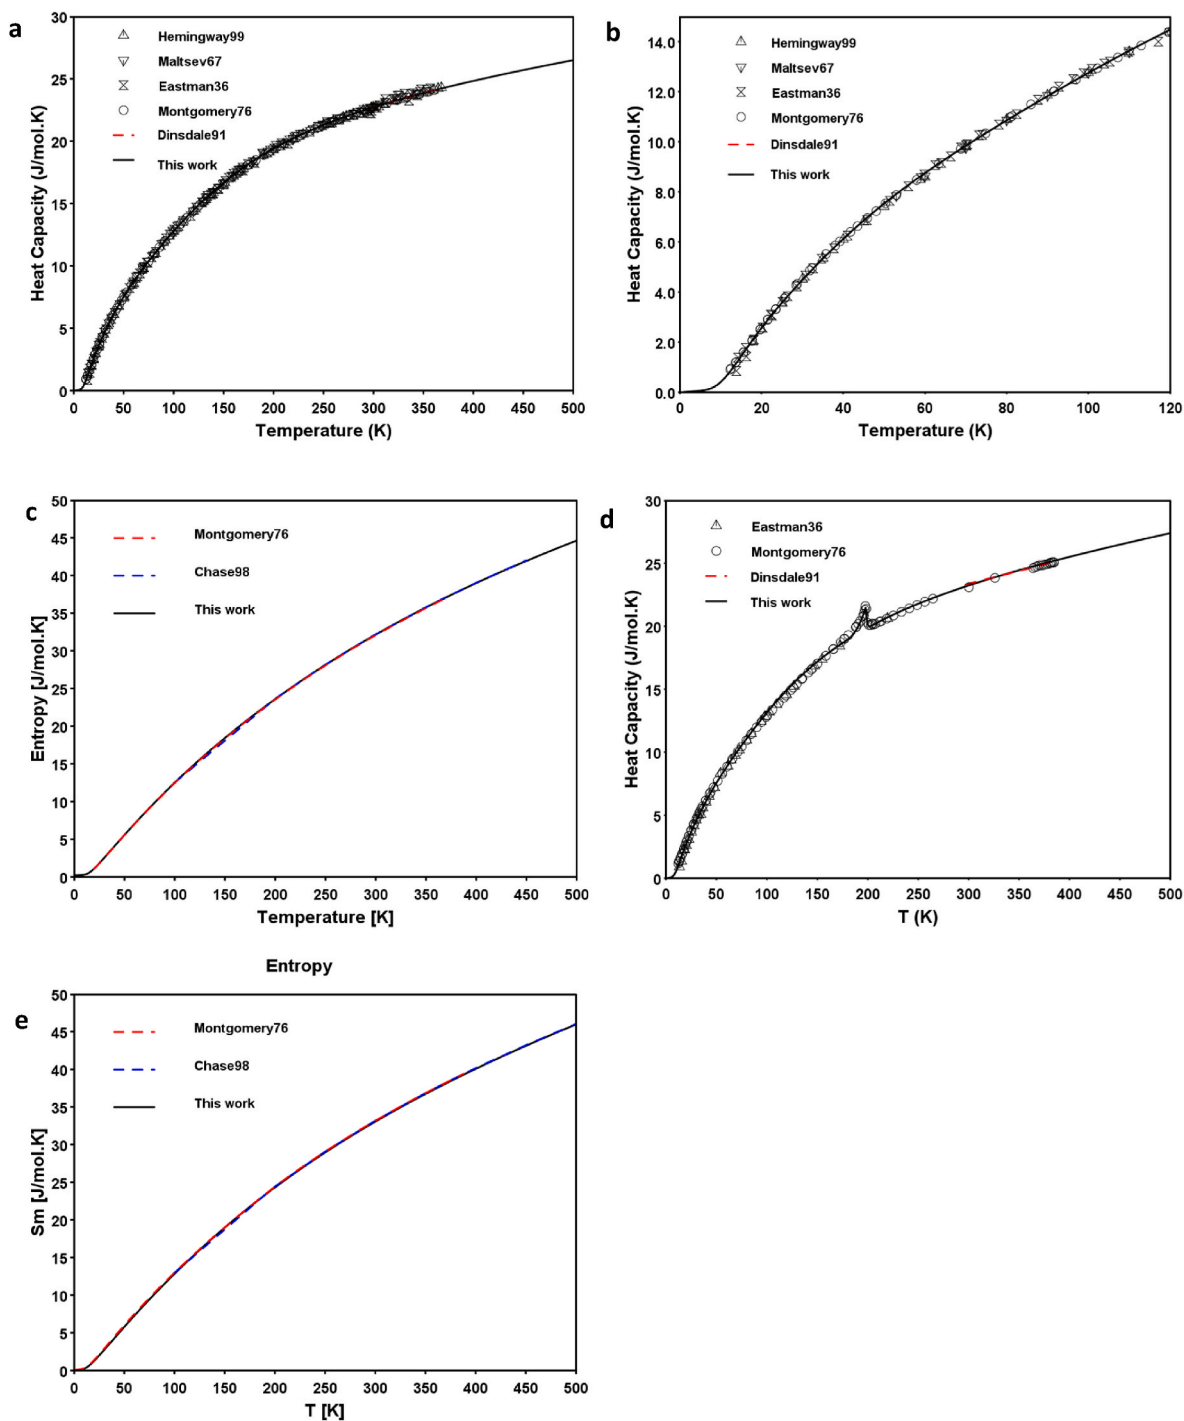 a
30
25
20
15
10
5
0
Heat Capacity (J/mol.K)
Hemingway99
Maltsev67
Eastman36
Montgomery76
Dinsdale91
This work
0 50 100 150 200 250 300 350 400 450 500
Temperature (K)
b
14.0
12.0
10.0
8.0
6.0
4.0
2.0
0.0
Heat Capacity (J/mol.K)
Hemingway99
Maltsev67
Eastman36
Montgomery76
Dinsdale91
This work
0 20 40 60 80 100 120
Temperature (K)
c
50
45
40
35
30
25
20
15
10
5
0
Entropy [J/mol.K]
Montgomery76
Chase98
This work
0 50 100 150 200 250 300 350 400 450 500
Temperature [K]
d
30
25
20
15
10
5
0
Heat Capacity (J/mol.K)
Eastman36
Montgomery76
Dinsdale91
This work
0 50 100 150 200 250 300 350 400 450 500
T (K)
Entropy
e
50
45
40
35
30
25
20
15
10
5
0
Sm [J/mol.K]
Montgomery76
Chase98
This work
0 50 100 150 200 250 300 350 400 450 500
T [K]